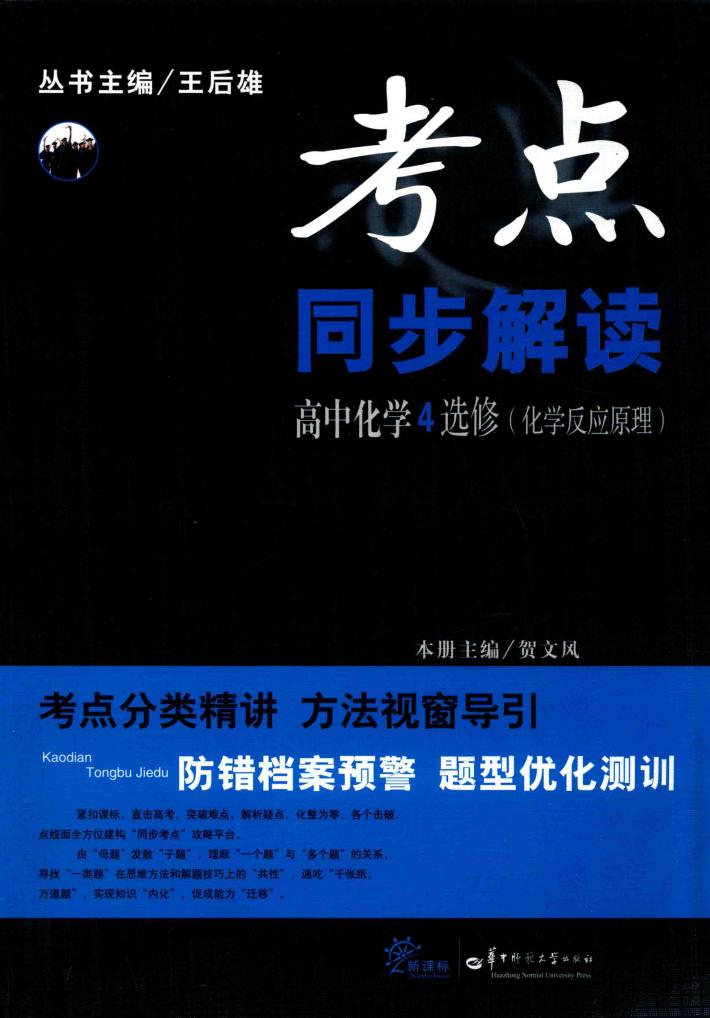 丛书主编/王后雄
考点
同步解读
高中化学4选修(化学反应原理)
本册主编/贺文风
考点分类精讲 方法视窗导引
Kaodian
Tongbu Jiedu
防错档案预警 题型优化测训
紧扣课标，直击高考，突破难点，解析疑点，化整为零，各个击破，
点线面全方位建构“同步考点”攻略平台。
由“母题”发散“子题”，理顺“一个题”与“多个题”的关系，
寻找“一类题”在思维方法和解题技巧上的“共性”，通吃“千张纸，
万道题”，实现知识“内化”，促成能力“迁移”。
新课标
华中师范大学出版社
Huazhong Normal University Press